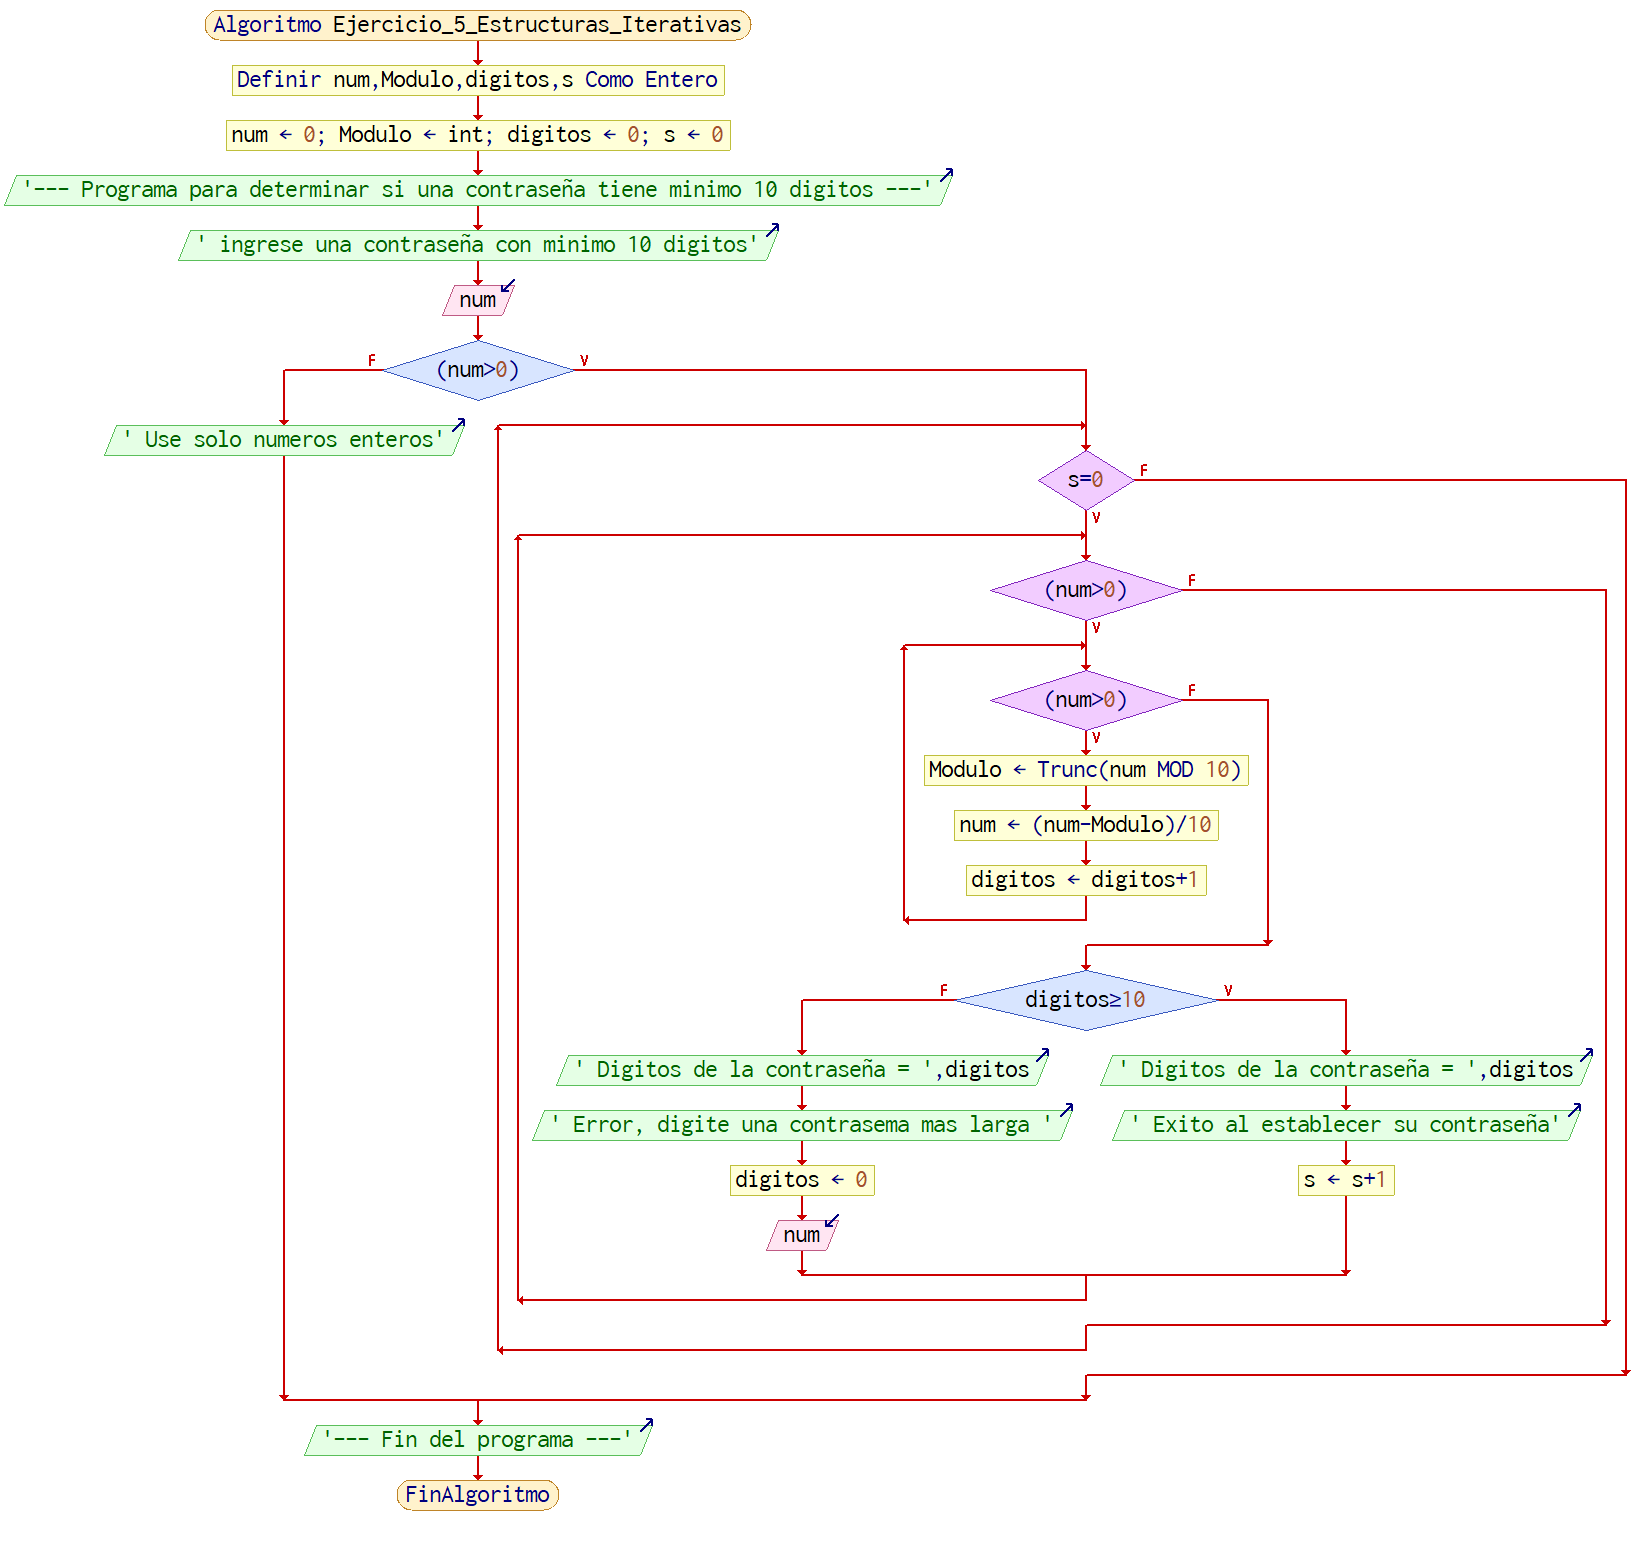 Algoritmo Ejercicio_5_Estructuras_Iterativas
Definir num,Modulo,digitos,s Como Entero
num ← 0; Modulo ← int; digitos ← 0; s ← 0
'--- Programa para determinar si una contraseña tiene minimo 10 digitos ---'
' ingrese una contraseña con minimo 10 digitos'
num
F
(num>0)
V
' Use solo numeros enteros'
s=0
F
V
(num>0)
F
V
(num>0)
F
V
Modulo ← Trunc(num MOD 10)
num ← (num-Modulo)/10
digitos ← digitos+1
F
digitos≥10
V
' Digitos de la contraseña = ',digitos
' Digitos de la contraseña = ',digitos
' Error, digite una contrasema mas larga '
' Exito al establecer su contraseña'
digitos ← 0
s ← s+1
num
'--- Fin del programa ---'
FinAlgoritmo